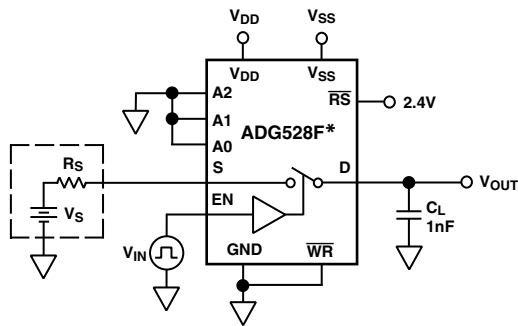 VDD VSS
VDD VSS
A2
RS 2.4V
A1 ADG528F*
A0
S D
RS
VOUT
EN
VS CL
1nF
VIN
GND WR